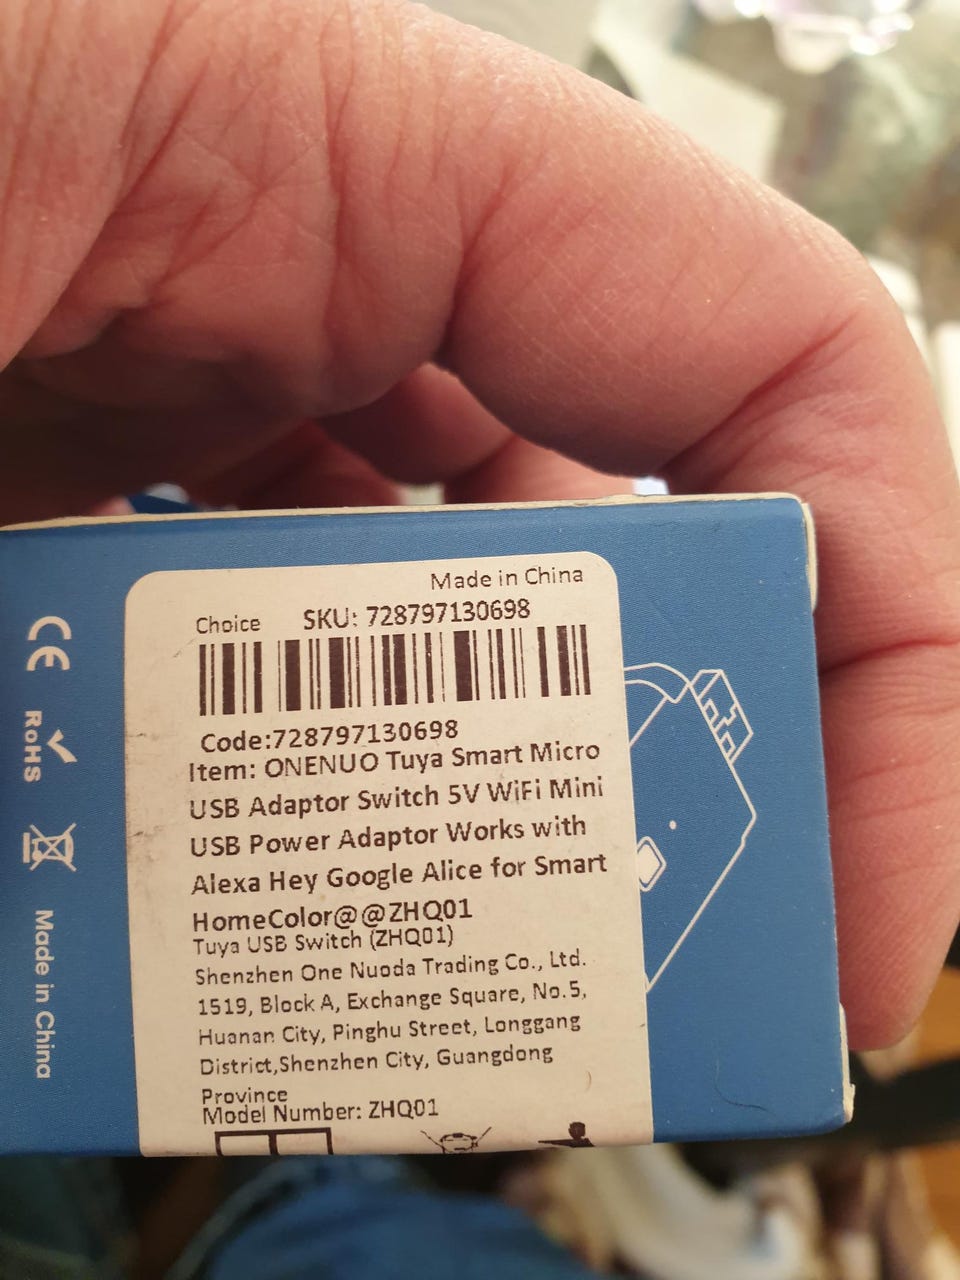 Made in China
Choice SKU: 728797130698
Code:728797130698
Item: ONENUO Tuya Smart Micro
USB Adaptor Switch 5V WiFi Mini
USB Power Adaptor Works with
Alexa Hey Google Alice for Smart
HomeColor@@ZHQ01
Tuya USB Switch (ZHQ01)
Shenzhen One Nuoda Trading Co., Ltd.
1519, Block A, Exchange Square, No.5,
Huanan City, Pinghu Street, Longgang
District,Shenzhen City, Guangdong
Province
Model Number: ZHQ01
CE
RoHS
Made in China